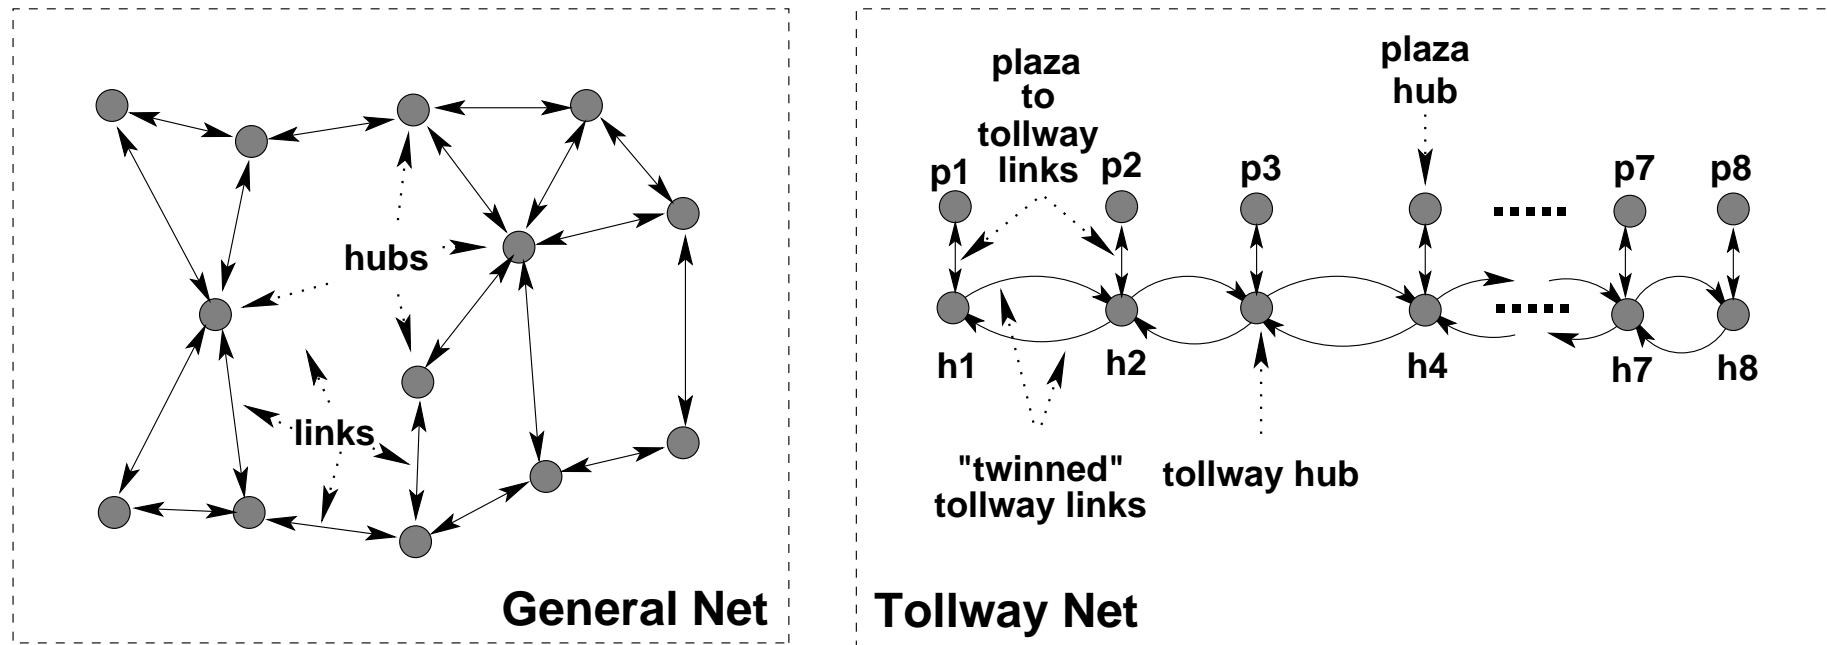 hubs
links
General Net
plaza
to
tollway
links
plaza
hub
p1
p2
p3
p7
p8
h1
h2
h4
h7
h8
"twinned"
tollway links
tollway hub
Tollway Net